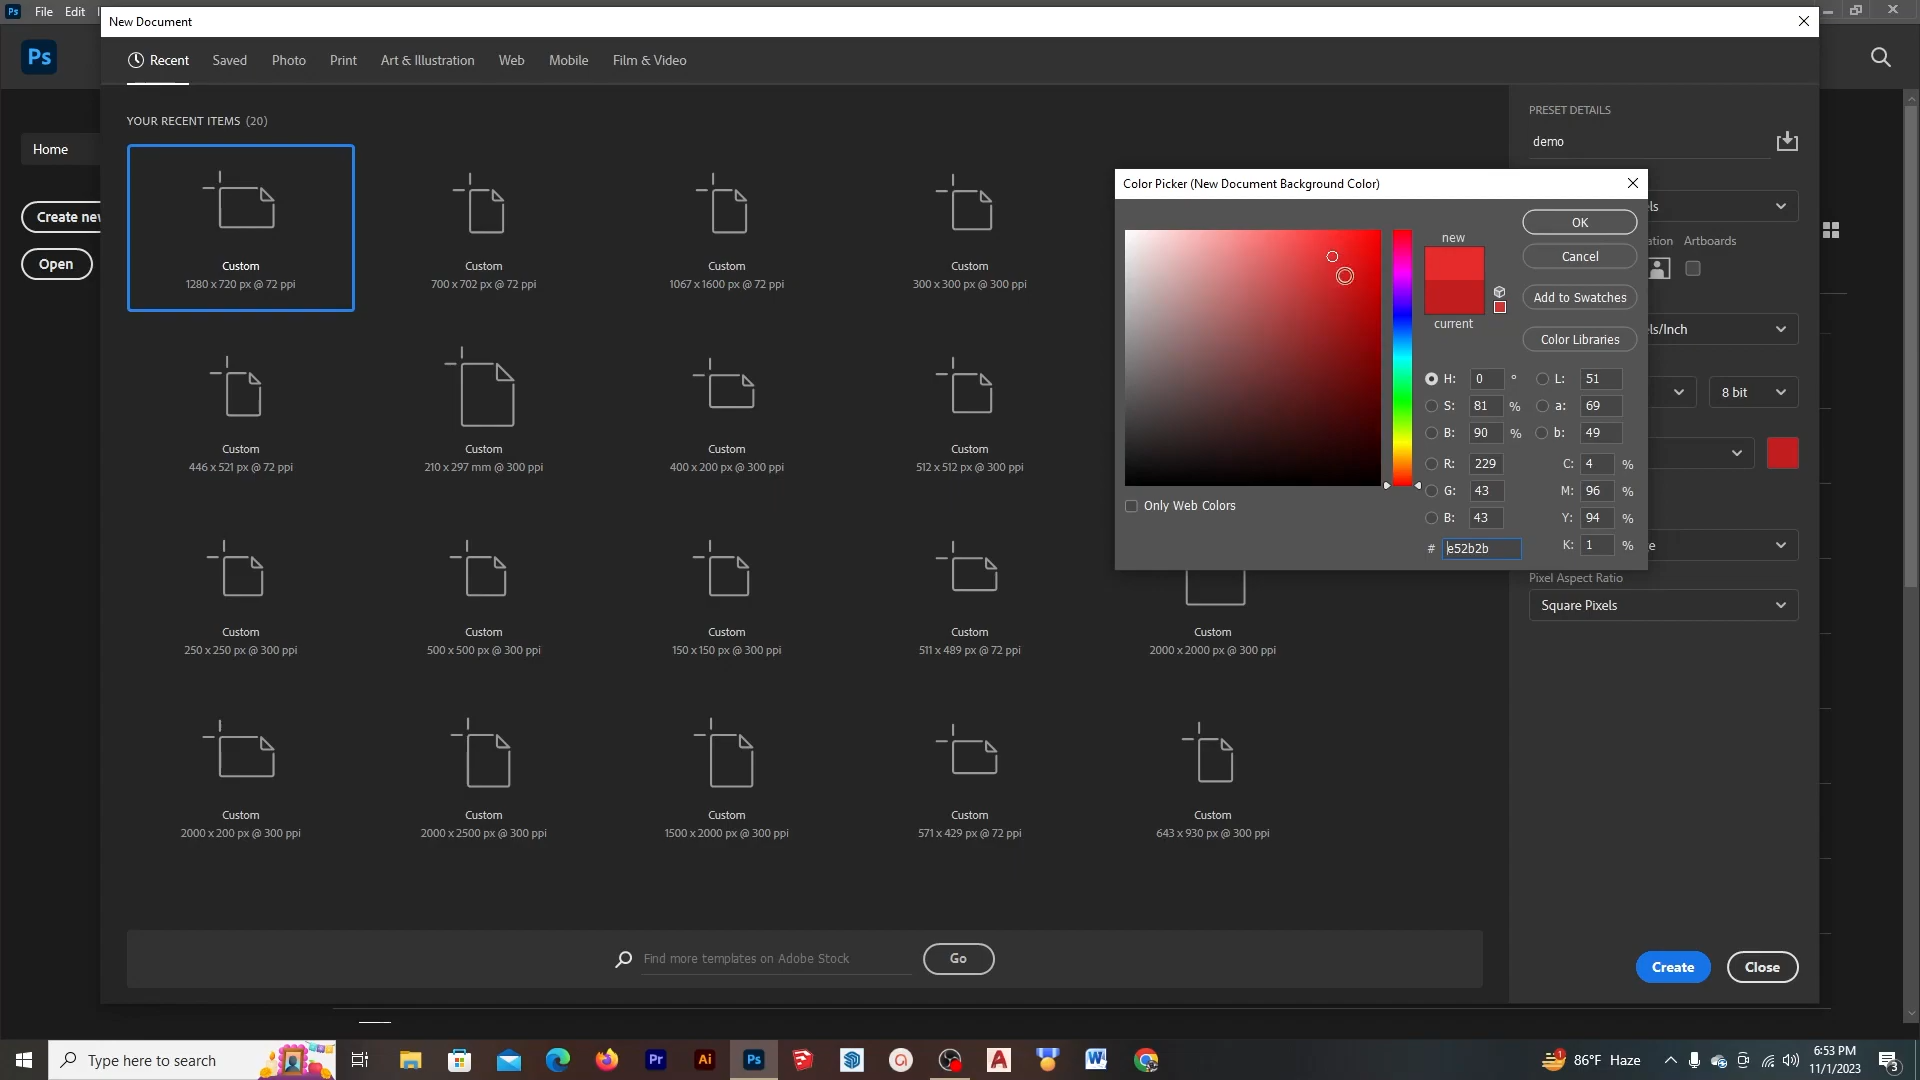 Ps File Edit
New Document
Ps
Recent Saved Photo Print Art & Illustration Web Mobile Film & Video
YOUR RECENT ITEMS (20)
Home
Create new
Open
Custom
1280 x 720 px @ 72 ppi
Custom
700 x 702 px @ 72 ppi
Custom
1067 x 1600 px @ 72 ppi
Custom
300 x 300 px @ 300 ppi
Custom
446 x 521 px @ 72 ppi
Custom
210 x 297 mm @ 300 ppi
Custom
400 x 200 px @ 300 ppi
Custom
512 x 512 px @ 300 ppi
Custom
250 x 250 px @ 300 ppi
Custom
500 x 500 px @ 300 ppi
Custom
150 x 150 px @ 300 ppi
Custom
511 x 489 px @ 72 ppi
Custom
2000 x 2000 px @ 300 ppi
Custom
2000 x 200 px @ 300 ppi
Custom
2000 x 2500 px @ 300 ppi
Custom
1500 x 2000 px @ 300 ppi
Custom
571 x 429 px @ 72 ppi
Custom
643 x 930 px @ 300 ppi
Find more templates on Adobe Stock
Go
PRESET DETAILS
demo
els
ation Artboards
els/Inch
8 bit
e
Pixel Aspect Ratio
Square Pixels
Create Close
Color Picker (New Document Background Color)
new
current
OK
Cancel
Add to Swatches
Color Libraries
H: 0 ° L: 51
S: 81 % a: 69
B: 90 % b: 49
R: 229 C: 4 %
G: 43 M: 96 %
B: 43 Y: 94 %
# e52b2b K: 1 %
Only Web Colors
Type here to search
Pr Ai Ps
86°F Haze
6:53 PM
11/1/2023
3